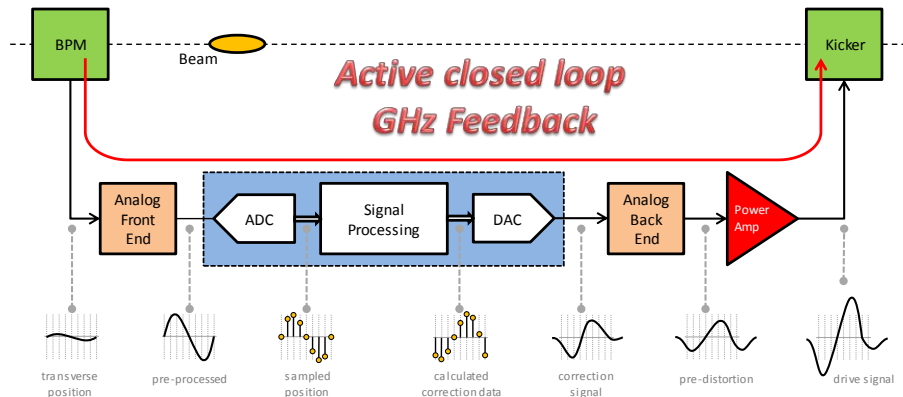 BPM
Beam
Kicker
Active closed loop
GHz Feedback
Analog
Front
End
ADC
Signal
Processing
DAC
Analog
Back
End
Power
Amp
transverse
position
pre-processed
sampled
position
calculated
correction data
correction
signal
pre-distortion
drive signal